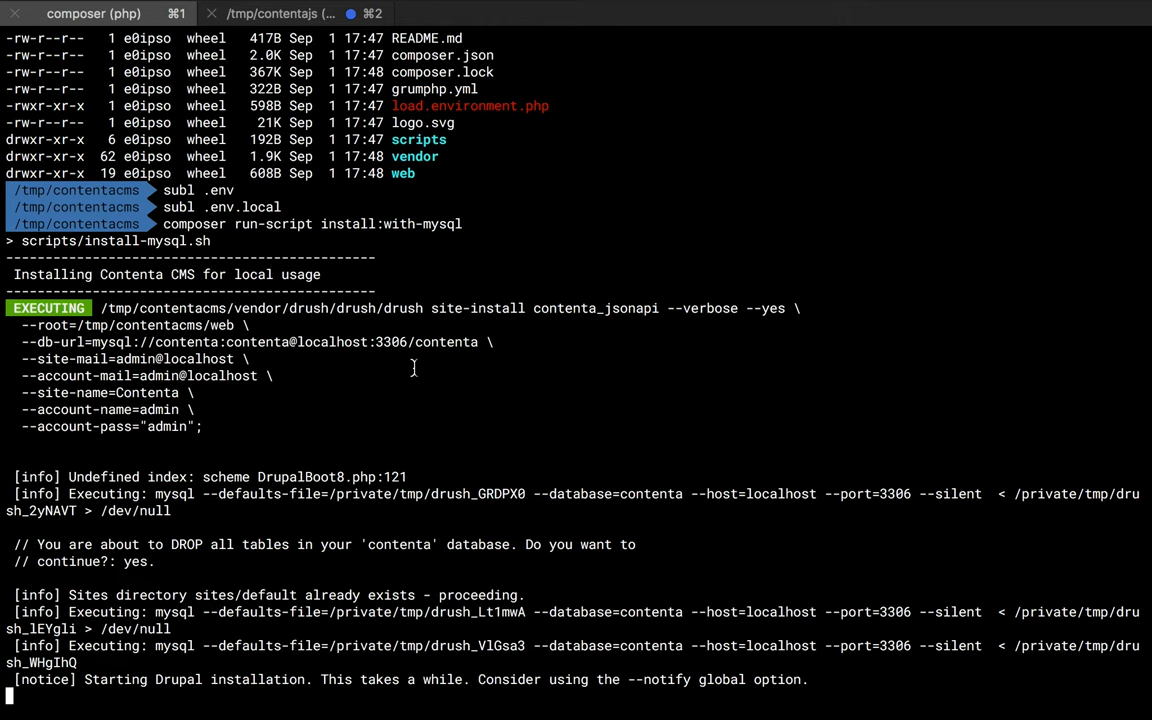 composer (php) ⌘1 /tmp/contentajs (... ⌘2
-rw-r--r-- 1 e0ipso wheel 417B Sep 1 17:47 README.md
-rw-r--r-- 1 e0ipso wheel 2.0K Sep 1 17:47 composer.json
-rw-r--r-- 1 e0ipso wheel 367K Sep 1 17:48 composer.lock
-rw-r--r-- 1 e0ipso wheel 322B Sep 1 17:47 grumphp.yml
-rwxr-xr-x 1 e0ipso wheel 598B Sep 1 17:47 load.environment.php
-rw-r--r-- 1 e0ipso wheel 21K Sep 1 17:47 logo.svg
drwxr-xr-x 6 e0ipso wheel 192B Sep 1 17:47 scripts
drwxr-xr-x 62 e0ipso wheel 1.9K Sep 1 17:48 vendor
drwxr-xr-x 19 e0ipso wheel 608B Sep 1 17:48 web
/tmp/contentacms subl .env
/tmp/contentacms subl .env.local
/tmp/contentacms composer run-script install:with-mysql
> scripts/install-mysql.sh
----------------------------------------------
Installing Contenta CMS for local usage
----------------------------------------------
EXECUTING /tmp/contentacms/vendor/drush/drush/drush site-install contenta_jsonapi --verbose --yes \
--root=/tmp/contentacms/web \
--db-url=mysql://contenta:contenta@localhost:3306/contenta \
--site-mail=admin@localhost \
--account-mail=admin@localhost \
--site-name=Contenta \
--account-name=admin \
--account-pass="admin";
[info] Undefined index: scheme DrupalBoot8.php:121
[info] Executing: mysql --defaults-file=/private/tmp/drush_GRDPX0 --database=contenta --host=localhost --port=3306 --silent < /private/tmp/dru
sh_2yNAVT > /dev/null
// You are about to DROP all tables in your 'contenta' database. Do you want to
// continue?: yes.
[info] Sites directory sites/default already exists - proceeding.
[info] Executing: mysql --defaults-file=/private/tmp/drush_Lt1mwA --database=contenta --host=localhost --port=3306 --silent < /private/tmp/dru
sh_lEYgli > /dev/null
[info] Executing: mysql --defaults-file=/private/tmp/drush_VlGsa3 --database=contenta --host=localhost --port=3306 --silent < /private/tmp/dru
sh_WHgIhQ
[notice] Starting Drupal installation. This takes a while. Consider using the --notify global option.